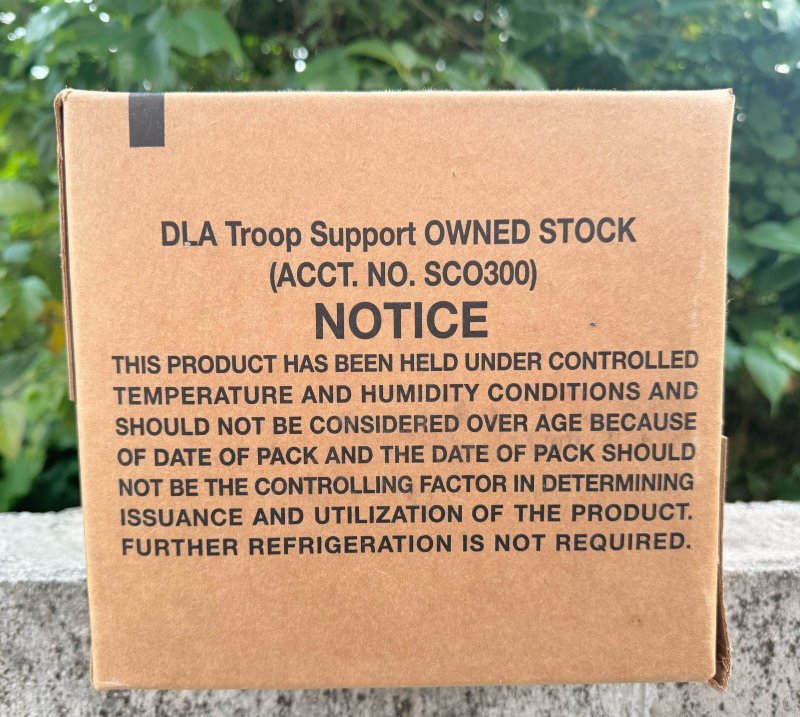 DLA Troop Support OWNED STOCK
(ACCT. NO. SCO300)
NOTICE
THIS PRODUCT HAS BEEN HELD UNDER CONTROLLED
TEMPERATURE AND HUMIDITY CONDITIONS AND
SHOULD NOT BE CONSIDERED OVER AGE BECAUSE
OF DATE OF PACK AND THE DATE OF PACK SHOULD
NOT BE THE CONTROLLING FACTOR IN DETERMINING
ISSUANCE AND UTILIZATION OF THE PRODUCT.
FURTHER REFRIGERATION IS NOT REQUIRED.